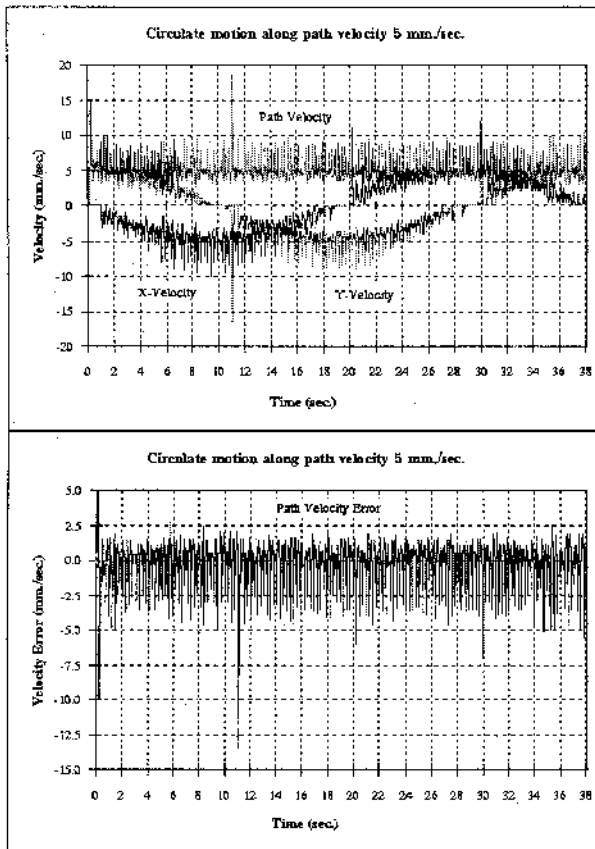 Circulate motion along path velocity 5 mm./sec.
20
15
10
5
0
-5
-10
-15
-20
Velocity (mm./sec.)
Path Velocity
X-Velocity
Y-Velocity
0 2 4 6 8 10 12 14 16 18 20 22 24 26 28 30 32 34 36 38
Time (sec.)
Circulate motion along path velocity 5 mm./sec.
5.0
2.5
0.0
-2.5
-5.0
-7.5
-10.0
-12.5
-15.0
Velocity Error (mm./sec.)
Path Velocity Error
0 2 4 6 8 10 12 14 16 18 20 22 24 26 28 30 32 34 36 38
Time (sec.)